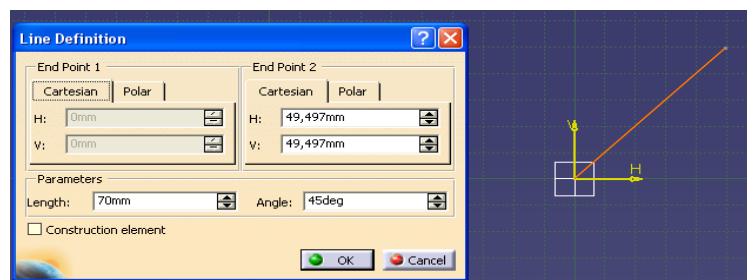 Line Definition
End Point 1
End Point 2
Cartesian Polar
Cartesian Polar
H: 0mm
H: 49,497mm
V: 0mm
V: 49,497mm
Parameters
Length: 70mm
Angle: 45deg
Construction element
OK
Cancel
V
H